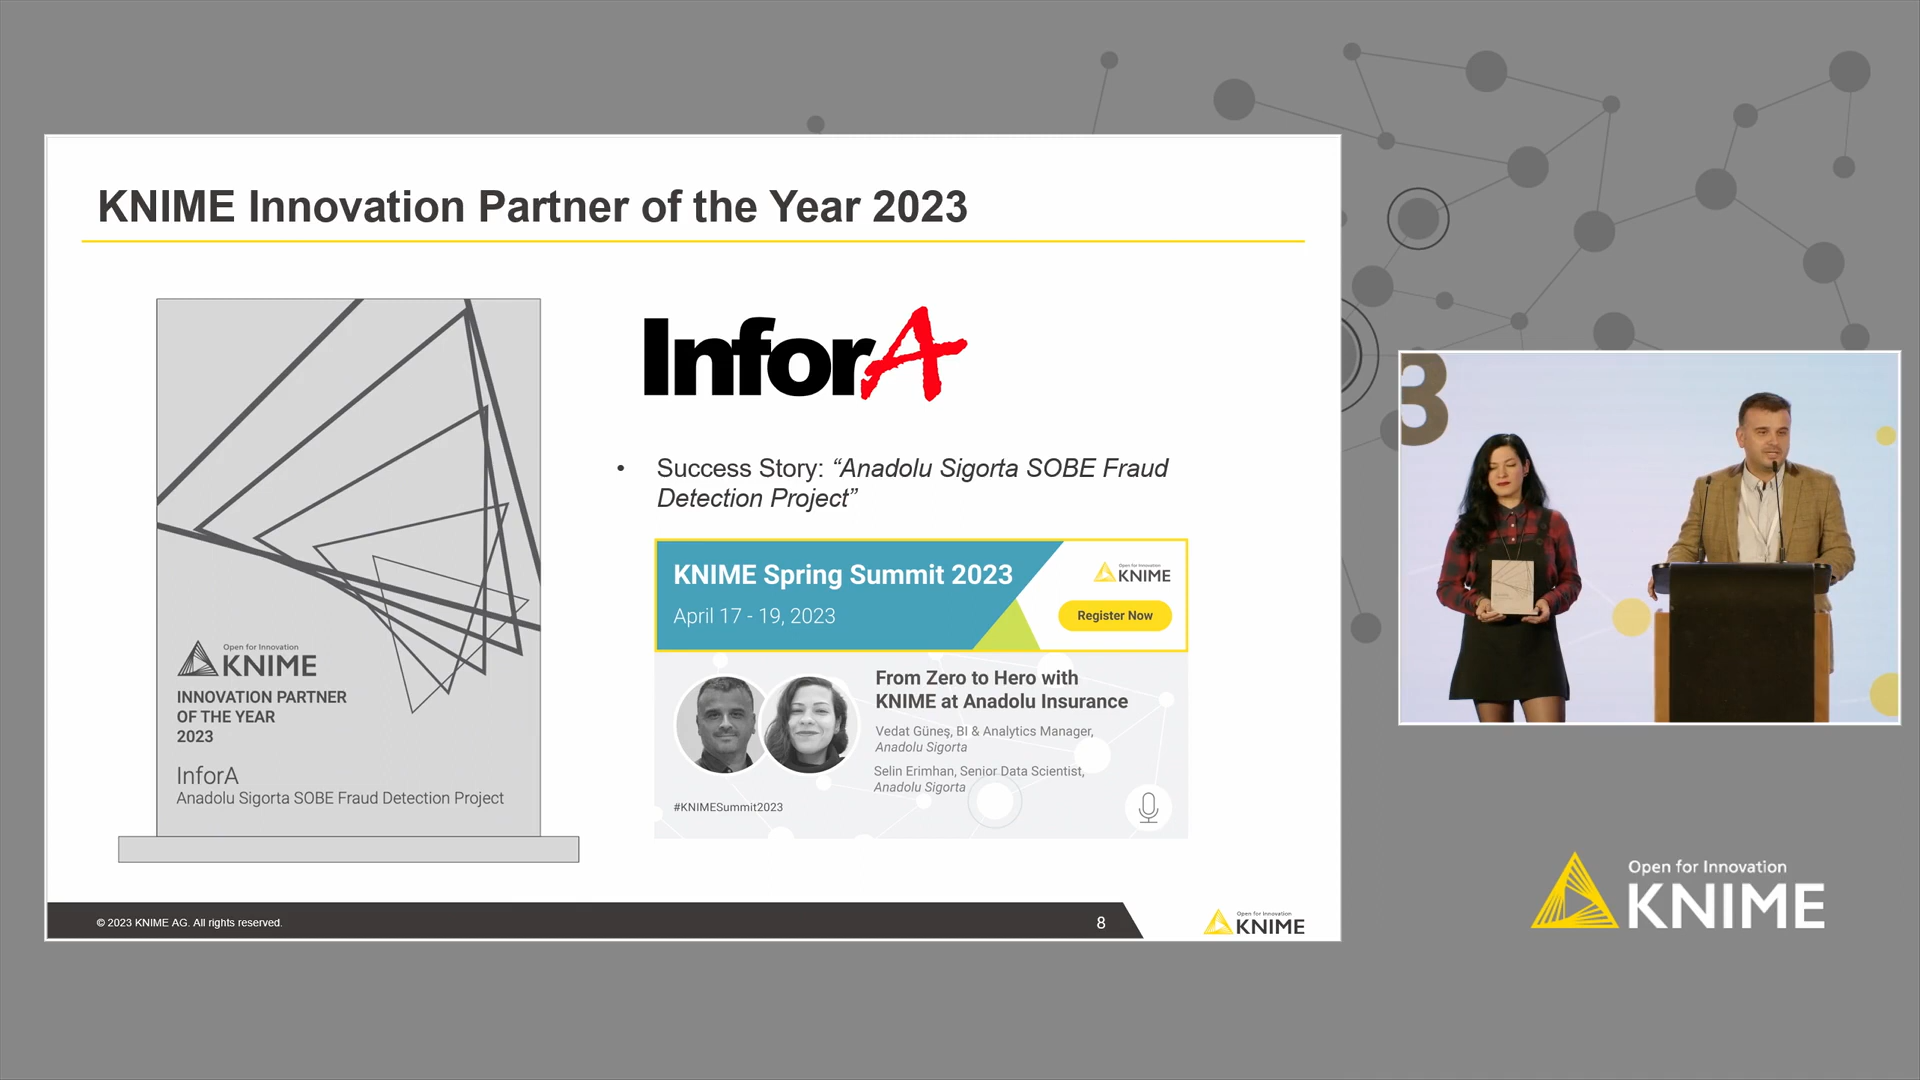 KNIME Innovation Partner of the Year 2023
Open for Innovation
KNIME
INNOVATION PARTNER
OF THE YEAR
2023
InforA
Anadolu Sigorta SOBE Fraud Detection Project
InforA
• Success Story: “Anadolu Sigorta SOBE Fraud
Detection Project”
KNIME Spring Summit 2023
April 17 - 19, 2023
Open for Innovation
KNIME
Register Now
From Zero to Hero with
KNIME at Anadolu Insurance
Vedat Güneş, BI & Analytics Manager,
Anadolu Sigorta
Selin Erimhan, Senior Data Scientist,
Anadolu Sigorta
#KNIMESummit2023
© 2023 KNIME AG. All rights reserved.
8
Open for Innovation
KNIME
3
Open for Innovation
KNIME